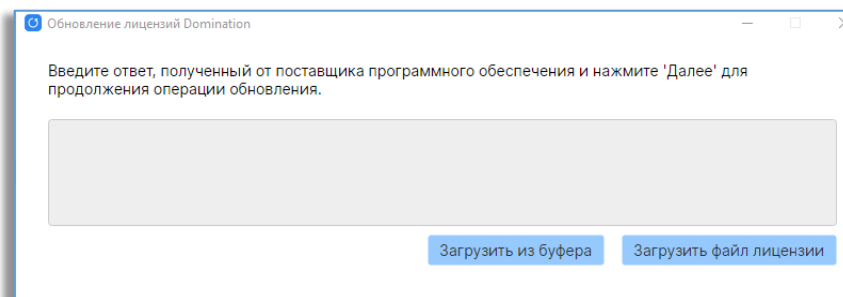 Обновление лицензий Domination
Введите ответ, полученный от поставщика программного обеспечения и нажмите 'Далее' для
продолжения операции обновления.
Загрузить из буфера Загрузить файл лицензии